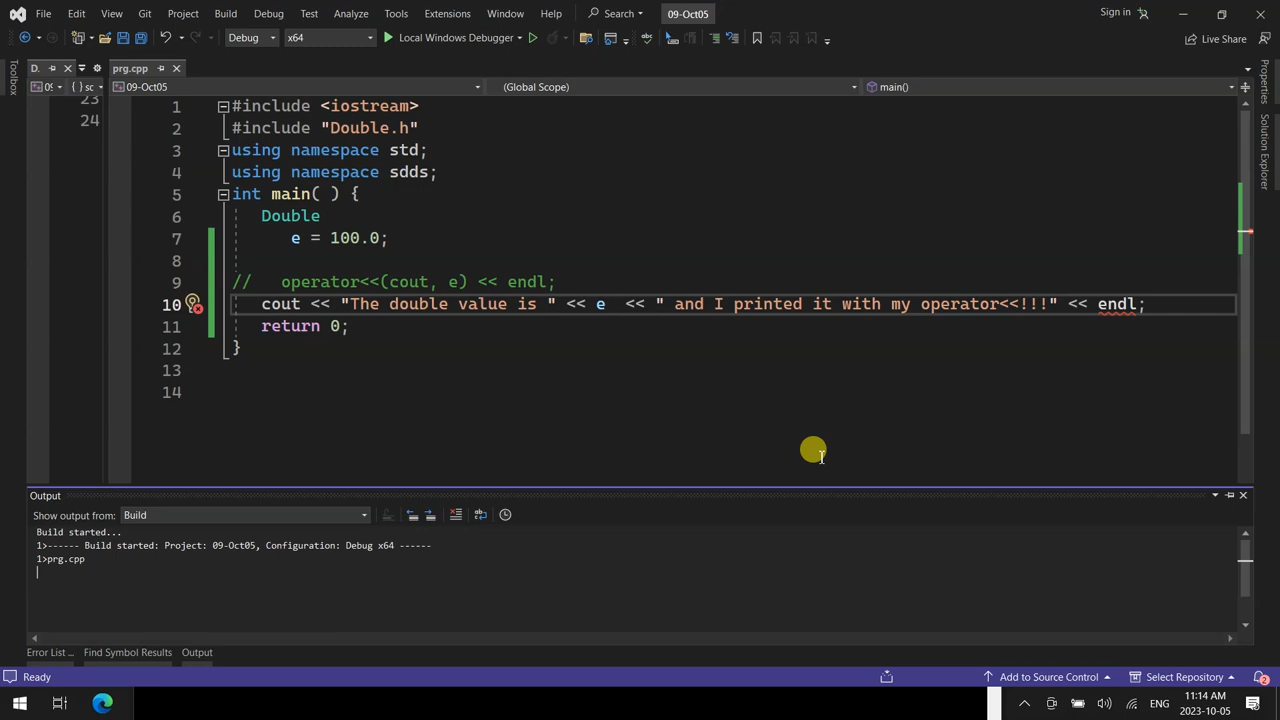 File Edit View Git Project Build Debug Test Analyze Tools Extensions Window Help Search 09-Oct05 Sign in
Debug x64 Local Windows Debugger Live Share
Toolbox
D. prg.cpp
{ } sc 09-Oct05 (Global Scope) main()
23
24
1 #include <iostream>
2 #include "Double.h"
3 using namespace std;
4 using namespace sdds;
5 int main( ) {
6 Double
7 e = 100.0;
8
9 // operator<<(cout, e) << endl;
10 cout << "The double value is " << e  << " and I printed it with my operator<<!!!" << endl;
11 return 0;
12 }
13
14
Properties
Solution Explorer
Output
Show output from: Build
Build started...
1>------ Build started: Project: 09-Oct05, Configuration: Debug x64 ------
1>prg.cpp
Error List ... Find Symbol Results Output
Ready Add to Source Control Select Repository 2
ENG 11:14 AM
2023-10-05